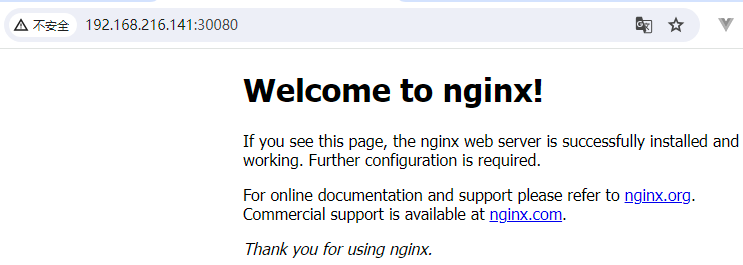 不安全 192.168.216.141:30080
Welcome to nginx!
If you see this page, the nginx web server is successfully installed and
working. Further configuration is required.
For online documentation and support please refer to nginx.org.
Commercial support is available at nginx.com.
Thank you for using nginx.